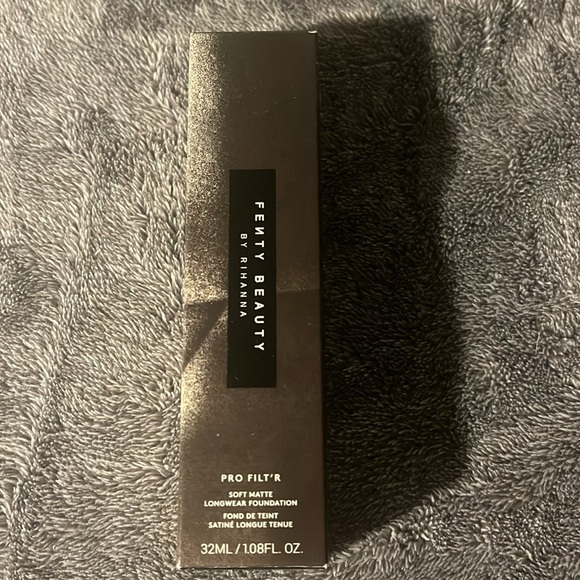 FEИTY BEAUTY
BY RIHANNA
PRO FILT'R
SOFT MATTE
LONGWEAR FOUNDATION
FOND DE TEINT
SATINÉ LONGUE TENUE
32ML / 1.08FL. OZ.